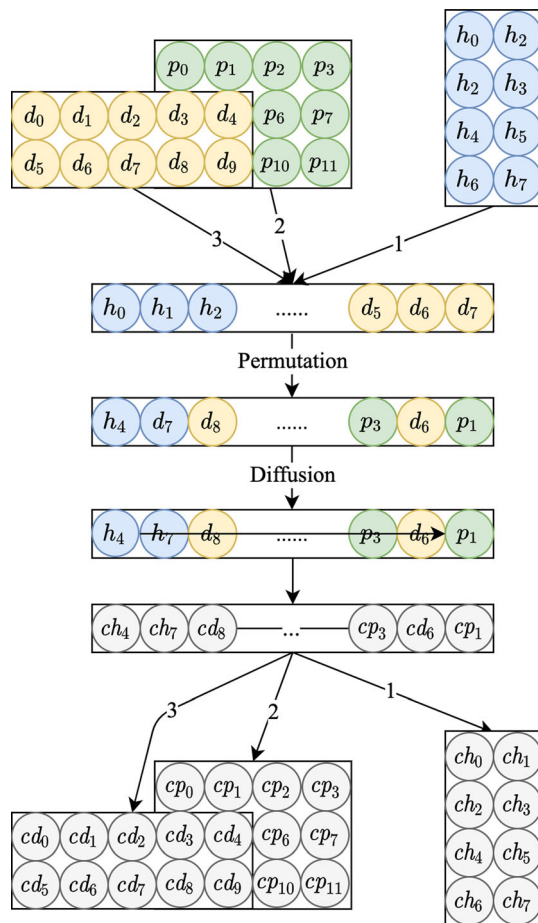 p0 p1 p2 p3
h0 h2
d0 d1 d2 d3 d4 p6 p7
h2 h3
d5 d6 d7 d8 d9 p10 p11
h4 h5
h6 h7
3 2 1
h0 h1 h2 ...... d5 d6 d7
Permutation
h4 d7 d8 ...... p3 d6 p1
Diffusion
h4 h7 d8 ...... p3 d6 p1
ch4 ch7 cd8 ... cp3 cd6 cp1
3 2 1
cp0 cp1 cp2 cp3
ch0 ch1
cd0 cd1 cd2 cd3 cd4 cp6 cp7
ch2 ch3
cd5 cd6 cd7 cd8 cd9 cp10 cp11
ch4 ch5
ch6 ch7